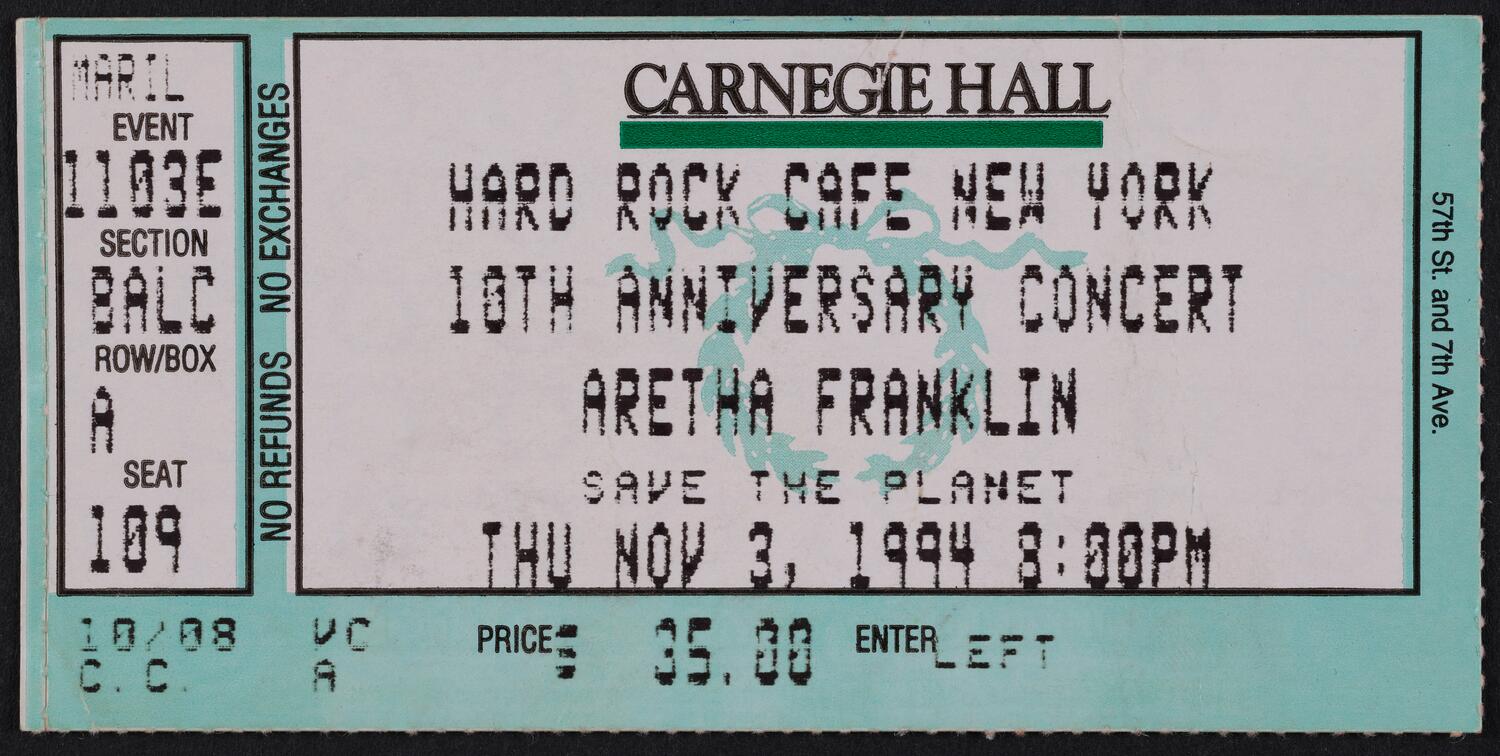 MARIL
EVENT
1103E
SECTION
BALC
ROW/BOX
A
SEAT
109
NO REFUNDS NO EXCHANGES
CARNEGIE HALL
HARD ROCK CAFE NEW YORK
10TH ANNIVERSARY CONCERT
ARETHA FRANKLIN
SAVE THE PLANET
THU NOV 3, 1994 8:00PM
57th St. and 7th Ave.
10/08 VC PRICE 35.00 ENTER LEFT
C.C. A